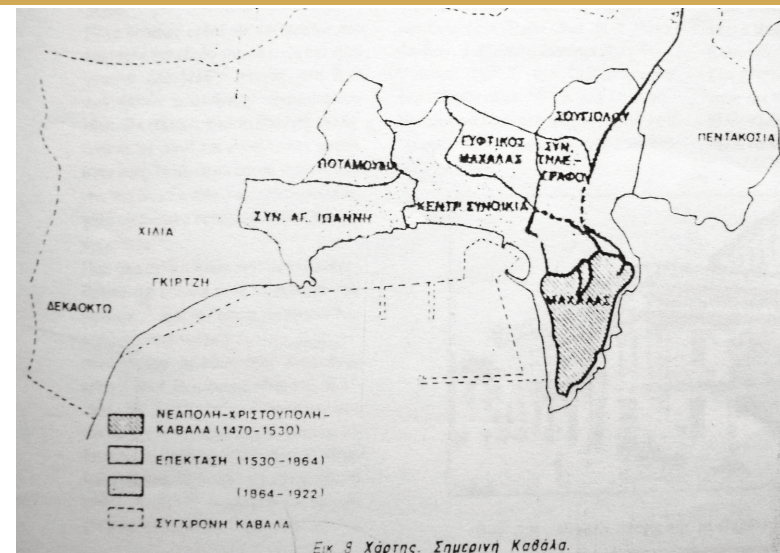 ΣΟΥΓΙΟΛΟΥ
ΠΕΝΤΑΚΟΣΙΑ
ΓΥΦΤΙΚΟΣ
ΜΑΧΑΛΑΣ
ΣΥΝ.
ΤΗΛΕ-
ΓΡΑΦΟΥ
ΠΟΤΑΜΟΥΔΙΑ
ΚΕΝΤΡ. ΣΥΝΟΙΚΙΑ
ΣΥΝ. ΑΓ. ΙΩΑΝΝΗ
ΧΙΛΙΑ
ΓΚΙΡΤΖΗ
ΔΕΚΑΟΚΤΩ
ΜΑΧΑΛΑΣ
ΝΕΑΠΟΛΗ-ΧΡΙΣΤΟΥΠΟΛΗ-
ΚΑΒΑΛΑ (1470-1530)
ΕΠΕΚΤΑΣΗ (1530-1864)
(1864-1922)
ΣΥΓΧΡΟΝΗ ΚΑΒΑΛΑ
Εικ 8 Χάρτης. Σημερινή Καβάλα.